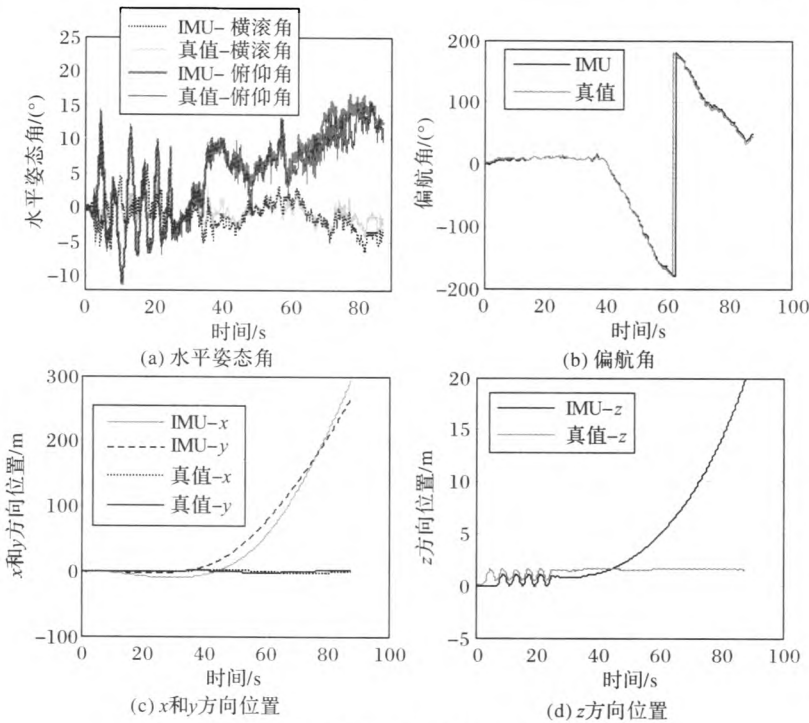 IMU-横滚角
真值-横滚角
IMU-俯仰角
真值-俯仰角
水平姿态角/(°)
25
20
15
10
5
0
-5
-10
0
20
40
60
80
时间/s
(a) 水平姿态角
IMU
真值
偏航角/(°)
200
100
0
-100
-200
0
20
40
60
80
100
时间/s
(b) 偏航角
IMU-x
IMU-y
真值-x
真值-y
x和y方向位置/m
300
200
100
0
-100
0
20
40
60
80
100
时间/s
(c) x和y方向位置
IMU-z
真值-z
z方向位置/m
20
15
10
5
0
-5
0
20
40
60
80
100
时间/s
(d) z方向位置